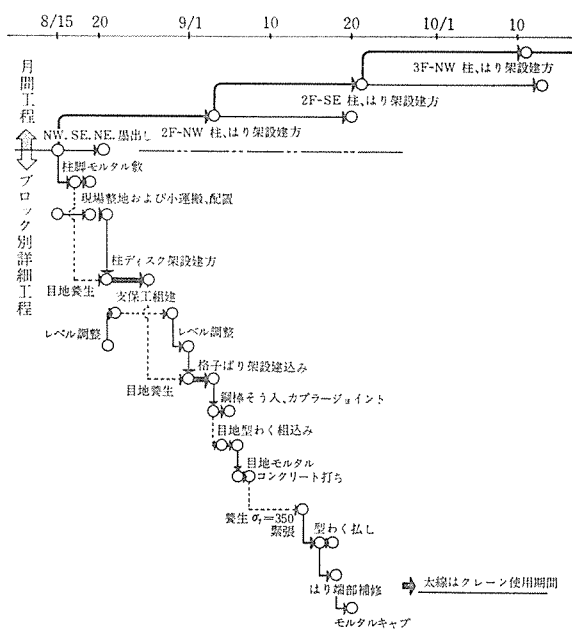 8/15 20 9/1 10 20 10/1 10
月間工程
ブロック別詳細工程
3F-NW 柱、はり架設建方
2F-SE 柱、はり架設建方
NW. SE. NE. 墨出し 2F-NW 柱、はり架設建方
柱脚モルタル敷
現場整地および小運搬、配置
柱ディスク架設建方
目地養生 支保工組建
レベル調整 レベル調整
格子ばり架設建込み
目地養生
鋼棒そう入、カプラージョイント
目地型わく組込み
目地モルタル
コンクリート打ち
養生 σ₇=350
緊張 型わく払し
はり端部補修
太線はクレーン使用期間
モルタルキャプ